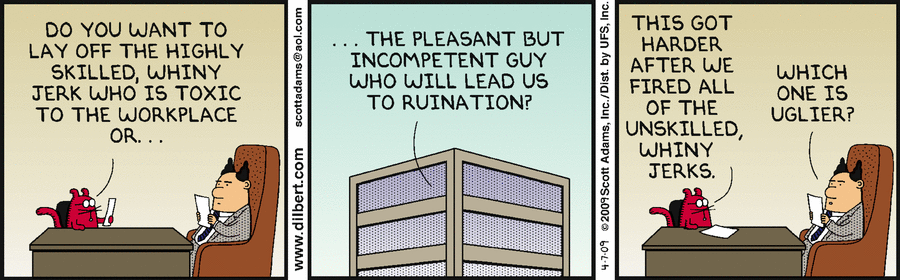 DO YOU WANT TO
LAY OFF THE HIGHLY
SKILLED, WHINY
JERK WHO IS TOXIC
TO THE WORKPLACE
OR...
www.dilbert.com scottadams@aol.com
...THE PLEASANT BUT
INCOMPETENT GUY
WHO WILL LEAD US
TO RUINATION?
4-7-09 ©2009 Scott Adams, Inc./Dist. by UFS, Inc.
THIS GOT
HARDER
AFTER WE
FIRED ALL
OF THE
UNSKILLED,
WHINY
JERKS.
WHICH
ONE IS
UGLIER?